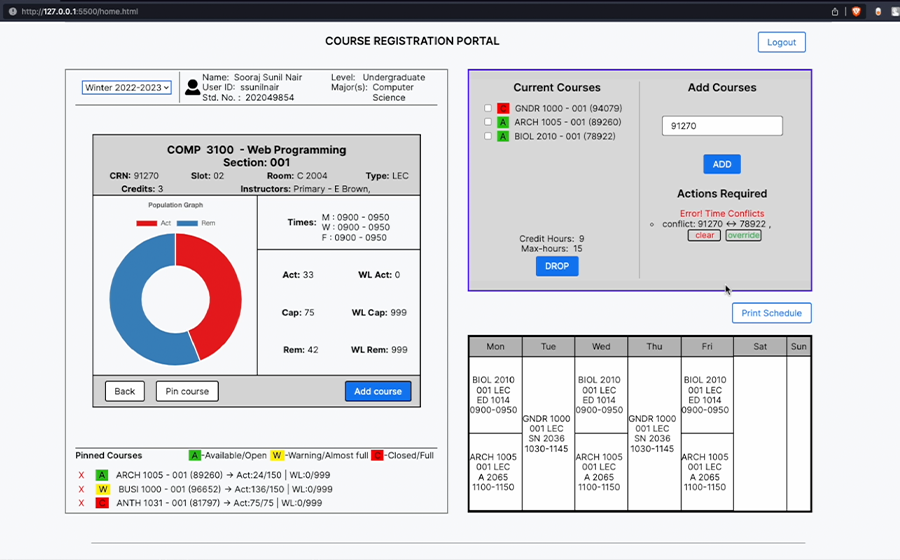 http://127.0.0.1:5500/home.html
COURSE REGISTRATION PORTAL
Logout
Winter 2022-2023
Name: Sooraj Sunil Nair
User ID: ssunilnair
Std. No. : 202049854
Level: Undergraduate
Major(s): Computer
Science
COMP 3100 - Web Programming
Section: 001
CRN: 91270 Slot: 02 Room: C 2004 Type: LEC
Credits: 3 Instructors: Primary - E Brown,
Population Graph
Act Rem
Times:
M : 0900 - 0950
W : 0900 - 0950
F : 0900 - 0950
Act: 33 WL Act: 0
Cap: 75 WL Cap: 999
Rem: 42 WL Rem: 999
Back Pin course Add course
Pinned Courses A -Available/Open W -Warning/Almost full C -Closed/Full
X A ARCH 1005 - 001 (89260) → Act:24/150 | WL:0/999
X W BUSI 1000 - 001 (96652) → Act:136/150 | WL:0/999
X C ANTH 1031 - 001 (81797) → Act:75/75 | WL:0/999
Current Courses
C GNDR 1000 - 001 (94079)
A ARCH 1005 - 001 (89260)
A BIOL 2010 - 001 (78922)
Credit Hours: 9
Max-hours: 15
DROP
Add Courses
91270
ADD
Actions Required
Error! Time Conflicts
conflict: 91270 ↔ 78922 ,
clear override
Print Schedule
Mon Tue Wed Thu Fri Sat Sun
BIOL 2010
001 LEC
ED 1014
0900-0950
ARCH 1005
001 LEC
A 2065
1100-1150
GNDR 1000
001 LEC
SN 2036
1030-1145
BIOL 2010
001 LEC
ED 1014
0900-0950
ARCH 1005
001 LEC
A 2065
1100-1150
GNDR 1000
001 LEC
SN 2036
1030-1145
BIOL 2010
001 LEC
ED 1014
0900-0950
ARCH 1005
001 LEC
A 2065
1100-1150